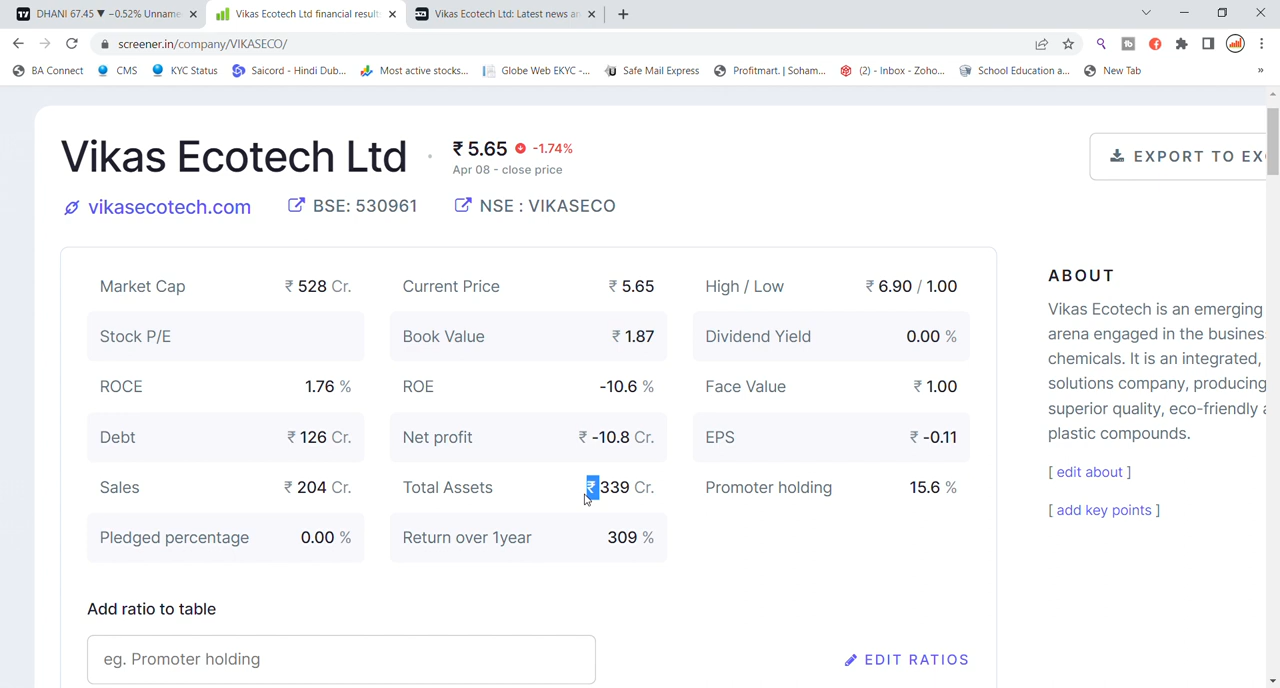 DHANI 67.45 ▼ −0.52% Unname
Vikas Ecotech Ltd financial result
Vikas Ecotech Ltd: Latest news an
screener.in/company/VIKASECO/
BA Connect
CMS
KYC Status
Saicord - Hindi Dub...
Most active stocks...
Globe Web EKYC -...
Safe Mail Express
Profitmart. | Soham...
(2) - Inbox - Zoho...
School Education a...
New Tab
»
Vikas Ecotech Ltd
₹ 5.65 -1.74%
Apr 08 - close price
EXPORT TO EX
vikasecotech.com
BSE: 530961
NSE : VIKASECO
Market Cap ₹ 528 Cr.
Current Price ₹ 5.65
High / Low ₹ 6.90 / 1.00
Stock P/E
Book Value ₹ 1.87
Dividend Yield 0.00 %
ROCE 1.76 %
ROE -10.6 %
Face Value ₹ 1.00
Debt ₹ 126 Cr.
Net profit ₹ -10.8 Cr.
EPS ₹ -0.11
Sales ₹ 204 Cr.
Total Assets ₹ 339 Cr.
Promoter holding 15.6 %
Pledged percentage 0.00 %
Return over 1year 309 %
Add ratio to table
eg. Promoter holding
EDIT RATIOS
ABOUT
Vikas Ecotech is an emerging
arena engaged in the busines
chemicals. It is an integrated,
solutions company, producing
superior quality, eco-friendly
plastic compounds.
[ edit about ]
[ add key points ]